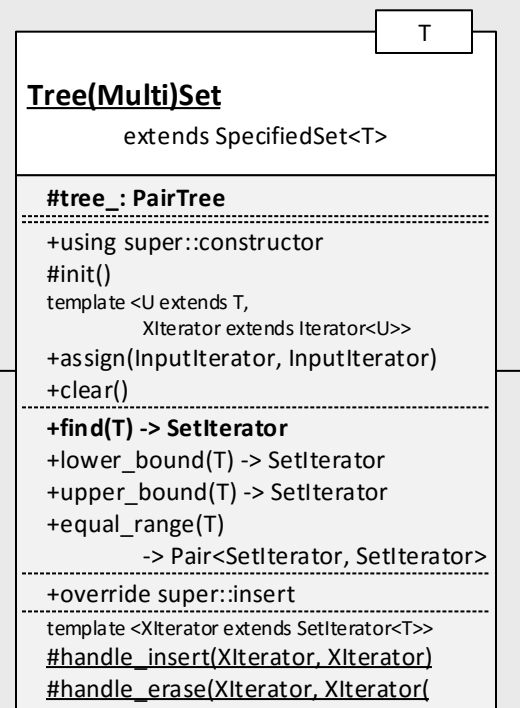 T
Tree(Multi)Set
extends SpecifiedSet<T>
#tree_: PairTree
+using super::constructor
#init()
template <U extends T,
XIterator extends Iterator<U>>
+assign(InputIterator, InputIterator)
+clear()
+find(T) -> SetIterator
+lower_bound(T) -> SetIterator
+upper_bound(T) -> SetIterator
+equal_range(T)
-> Pair<SetIterator, SetIterator>
+override super::insert
template <XIterator extends SetIterator<T>>
#handle_insert(XIterator, XIterator)
#handle_erase(XIterator, XIterator(